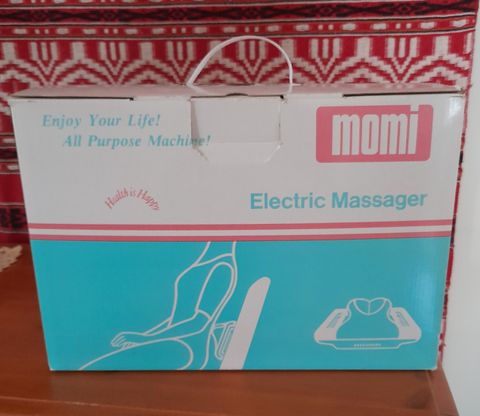 Enjoy Your Life!
All Purpose Machine!
momi
Health is Happy
Electric Massager